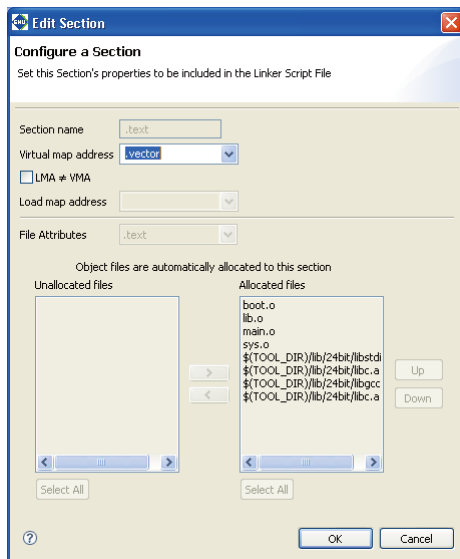 GNU Edit Section
Configure a Section
Set this Section's properties to be included in the Linker Script File
Section name .text
Virtual map address .vector
LMA ≠ VMA
Load map address
File Attributes .text
Object files are automatically allocated to this section
Unallocated files Allocated files
boot.o
lib.o
main.o
sys.o
$(TOOL_DIR)/lib/24bit/libstdi
$(TOOL_DIR)/lib/24bit/libc.a
$(TOOL_DIR)/lib/24bit/libgcc
$(TOOL_DIR)/lib/24bit/libc.a
> Up
< Down
Select All Select All
? OK Cancel